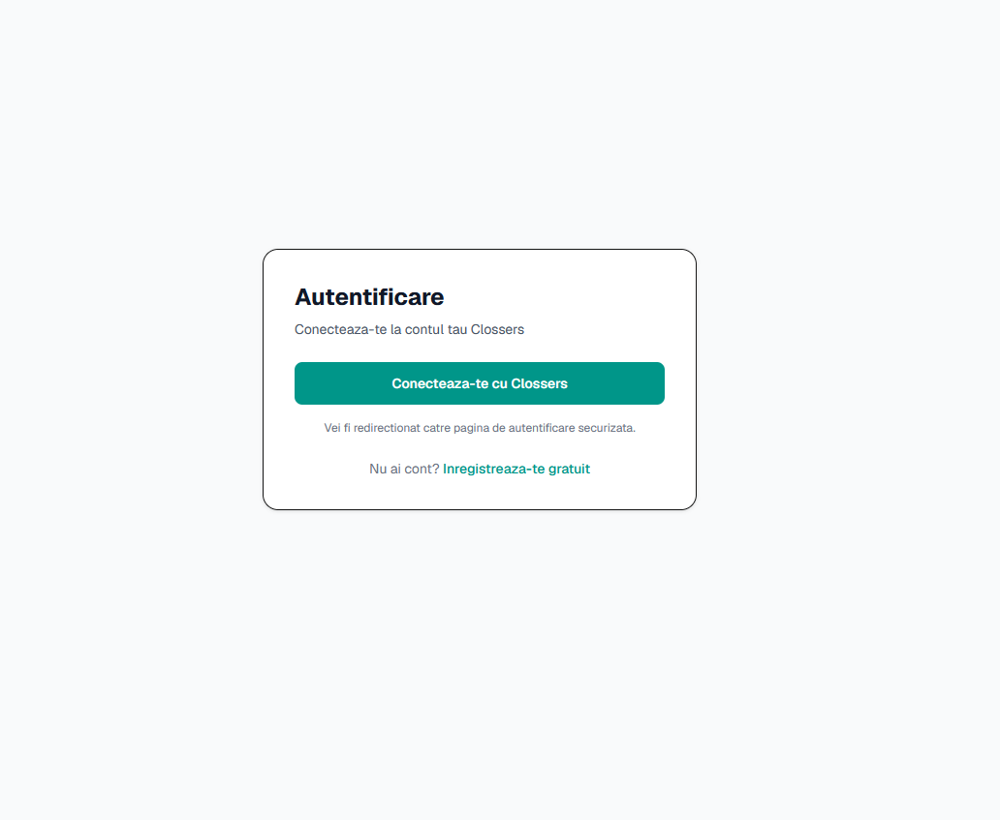 Autentificare
Conecteaza-te la contul tau Clossers
Conecteaza-te cu Clossers
Vei fi redirectionat catre pagina de autentificare securizata.
Nu ai cont? Inregistreaza-te gratuit